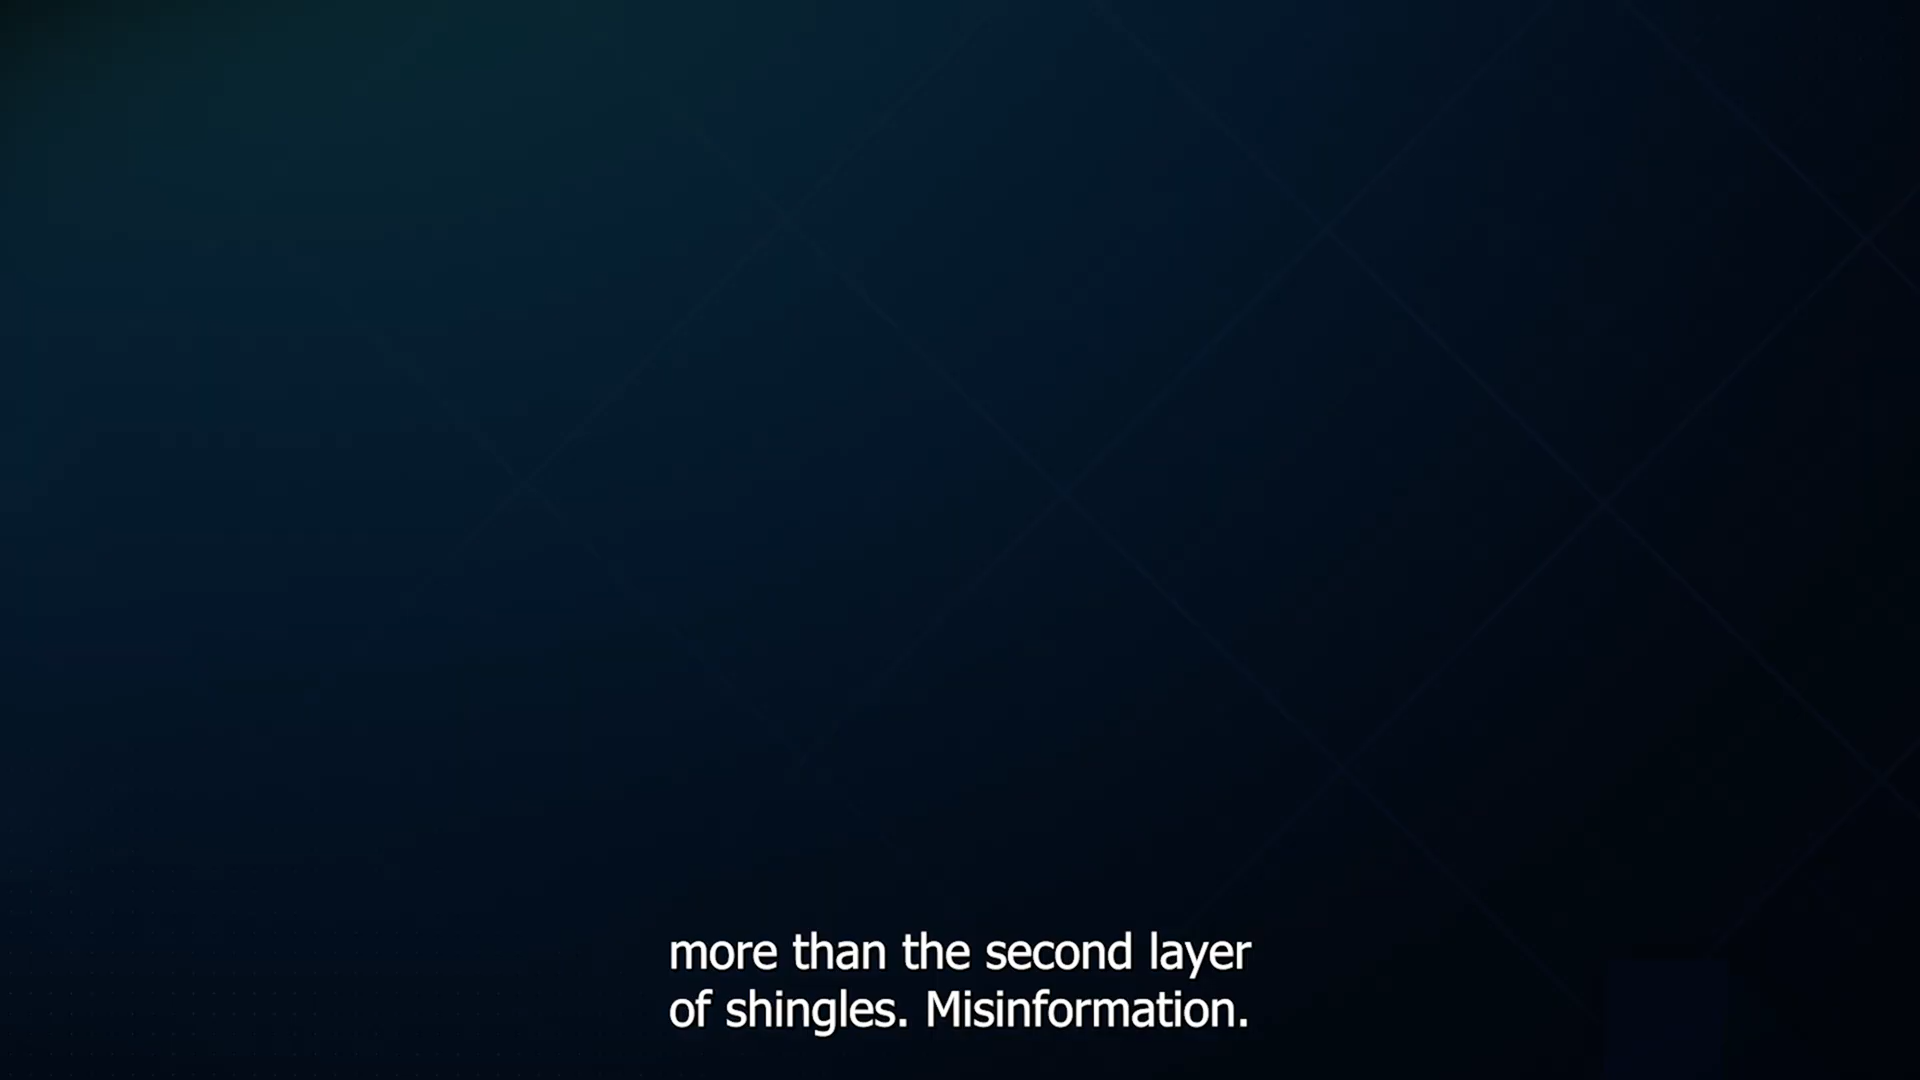 more than the second layer
of shingles. Misinformation.